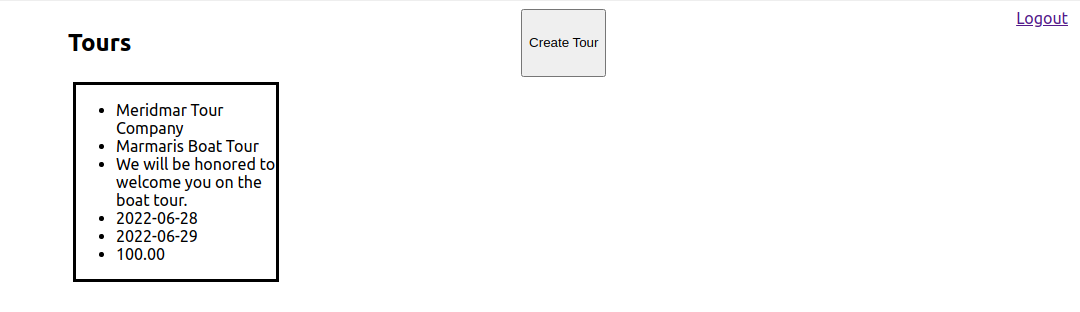 Logout
Tours
Create Tour
Meridmar Tour
Company
Marmaris Boat Tour
We will be honored to
welcome you on the
boat tour.
2022-06-28
2022-06-29
100.00